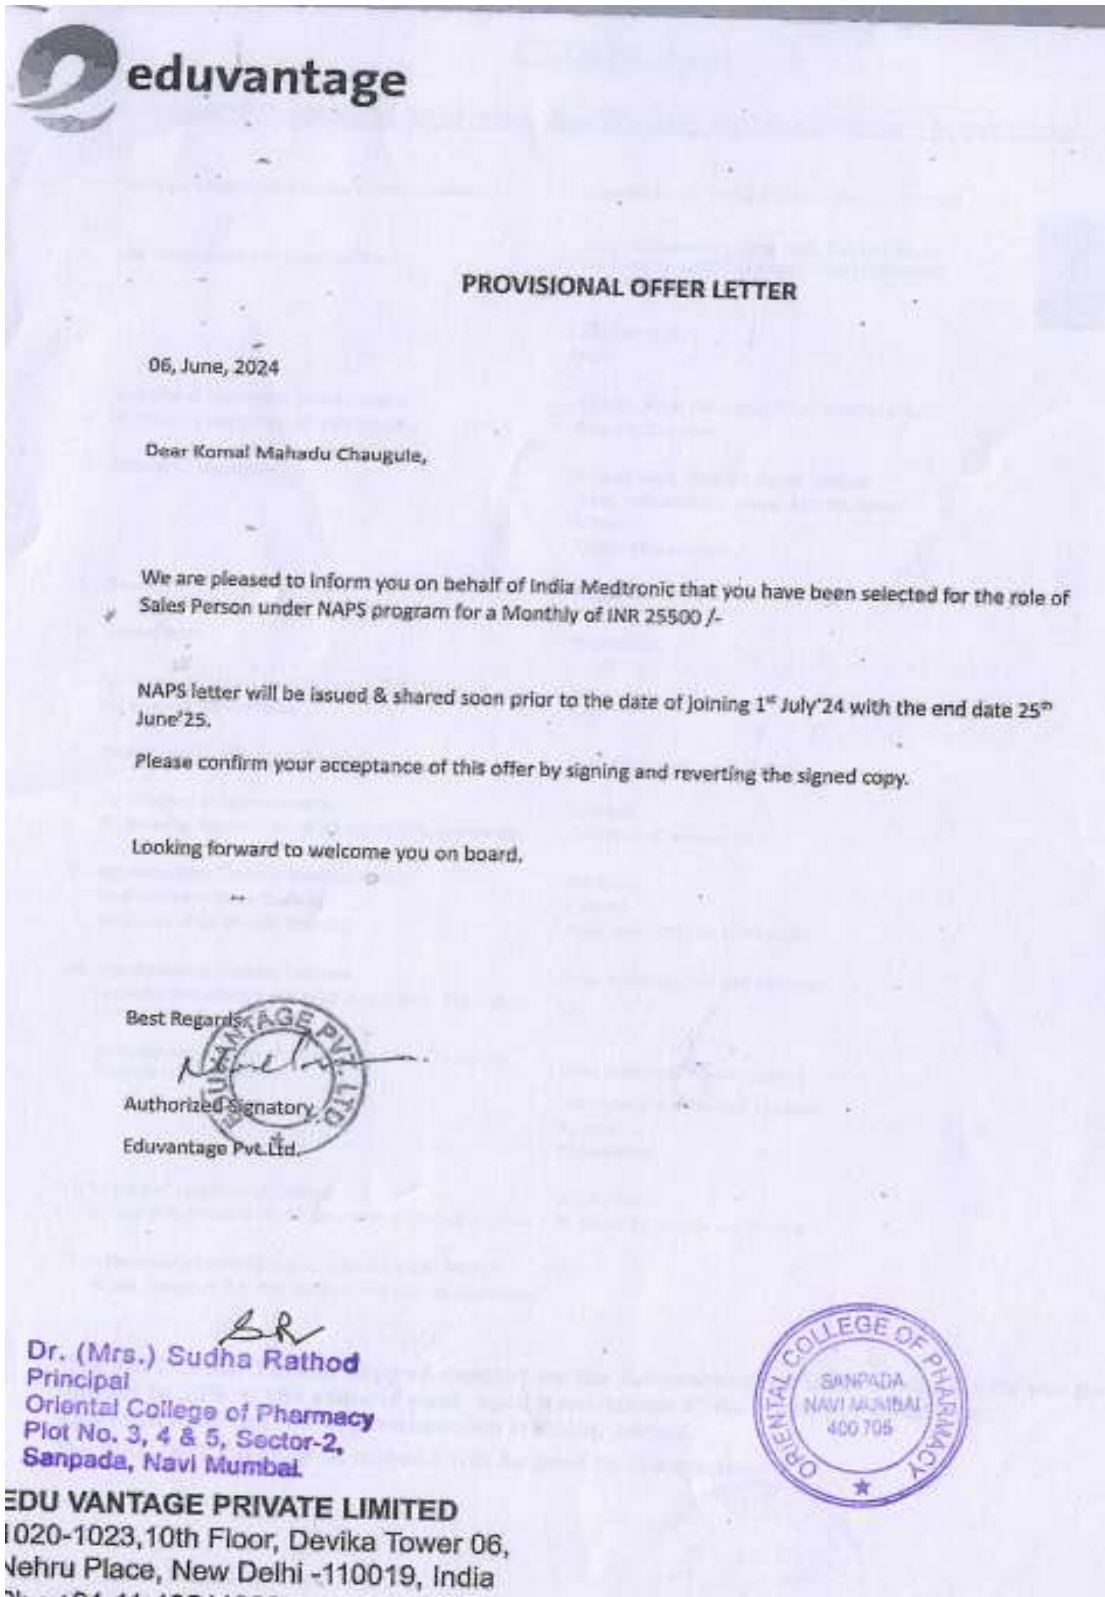 eduvantage
PROVISIONAL OFFER LETTER
06, June, 2024
Dear Komal Mahadu Chaugule,
We are pleased to inform you on behalf of India Medtronic that you have been selected for the role of
Sales Person under NAPS program for a Monthly of INR 25500 /-
NAPS letter will be issued & shared soon prior to the date of joining 1st July'24 with the end date 25th
June'25.
Please confirm your acceptance of this offer by signing and reverting the signed copy.
Looking forward to welcome you on board,
Best Regards,
EDUVANTAGE PVT. LTD
Authorized Signatory
Eduvantage Pvt.Ltd.
SR
Dr. (Mrs.) Sudha Rathod
Principal
Oriental College of Pharmacy
Plot No. 3, 4 & 5, Sector-2,
Sanpada, Navi Mumbai.
ORIENTAL COLLEGE OF PHARMACY
SANPADA
NAVI MUMBAI
400 705
EDU VANTAGE PRIVATE LIMITED
1020-1023,10th Floor, Devika Tower 06,
Nehru Place, New Delhi -110019, India